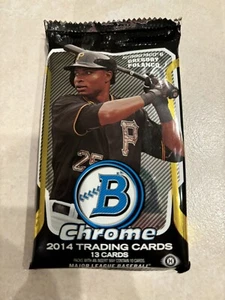 GREGORY
POLANCO
25
B
Chrome
2014 TRADING CARDS
13 CARDS
MAJOR LEAGUE BASEBALL
H